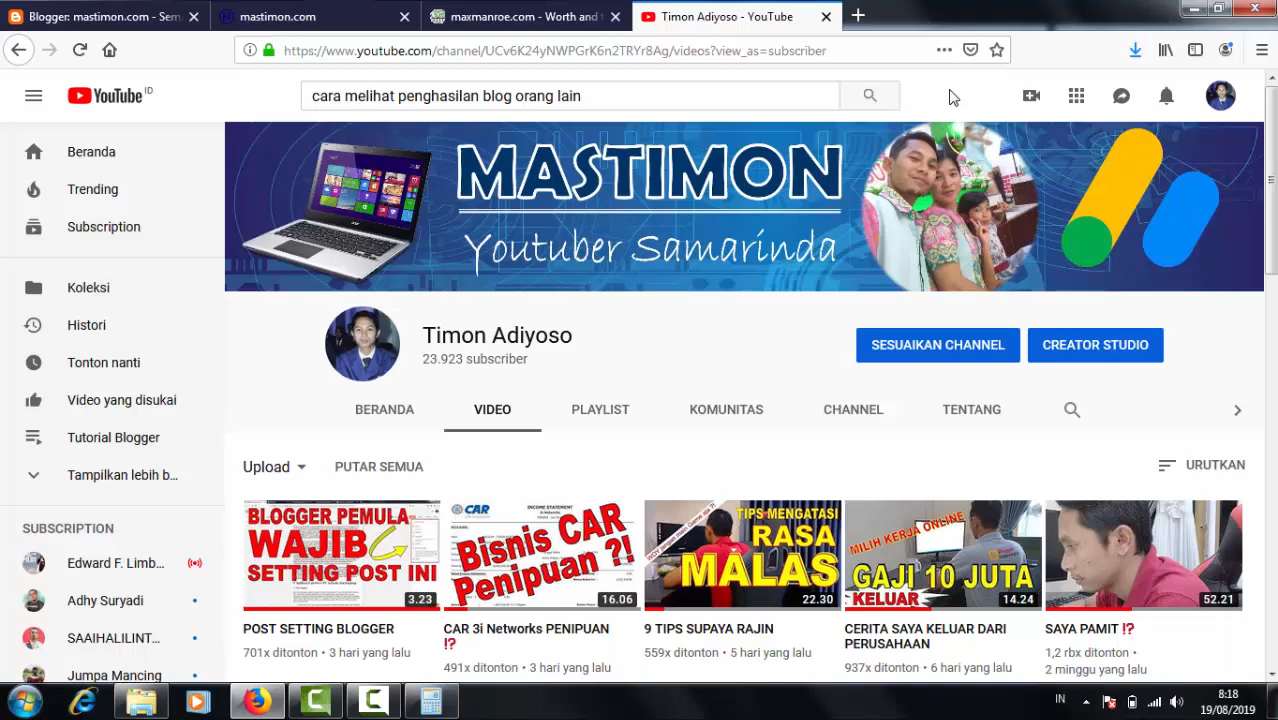 Blogger: mastimon.com - Sem
mastimon.com
maxmanroe.com - Worth and t
Timon Adiyoso - YouTube
https://www.youtube.com/channel/UCv6K24yNWPGrK6n2TRYr8Ag/videos?view_as=subscriber
YouTube ID
cara melihat penghasilan blog orang lain
Beranda
Trending
Subscription
Koleksi
Histori
Tonton nanti
Video yang disukai
Tutorial Blogger
Tampilkan lebih b...
SUBSCRIPTION
Edward F. Limb...
Adhy Suryadi
SAAIHALILINT...
Jumpa Mancing
MASTIMON
Youtuber Samarinda
Timon Adiyoso
23.923 subscriber
SESUAIKAN CHANNEL
CREATOR STUDIO
BERANDA
VIDEO
PLAYLIST
KOMUNITAS
CHANNEL
TENTANG
Upload
PUTAR SEMUA
URUTKAN
BLOGGER PEMULA
WAJIB
SETTING POST INI
3.23
POST SETTING BLOGGER
701x ditonton • 3 hari yang lalu
CAR
INCOME STATEMENT
Bisnis CAR
Penipuan ?!
16.06
CAR 3i Networks PENIPUAN
⁉
491x ditonton • 3 hari yang lalu
TIPS MENGATASI
RASA
MALAS
22.30
9 TIPS SUPAYA RAJIN
559x ditonton • 5 hari yang lalu
MILIH KERJA ONLINE
GAJI 10 JUTA
KELUAR
14.24
CERITA SAYA KELUAR DARI
PERUSAHAAN
937x ditonton • 6 hari yang lalu
52.21
SAYA PAMIT ⁉
1,2 rbx ditonton •
2 minggu yang lalu
IN
8:18
19/08/2019